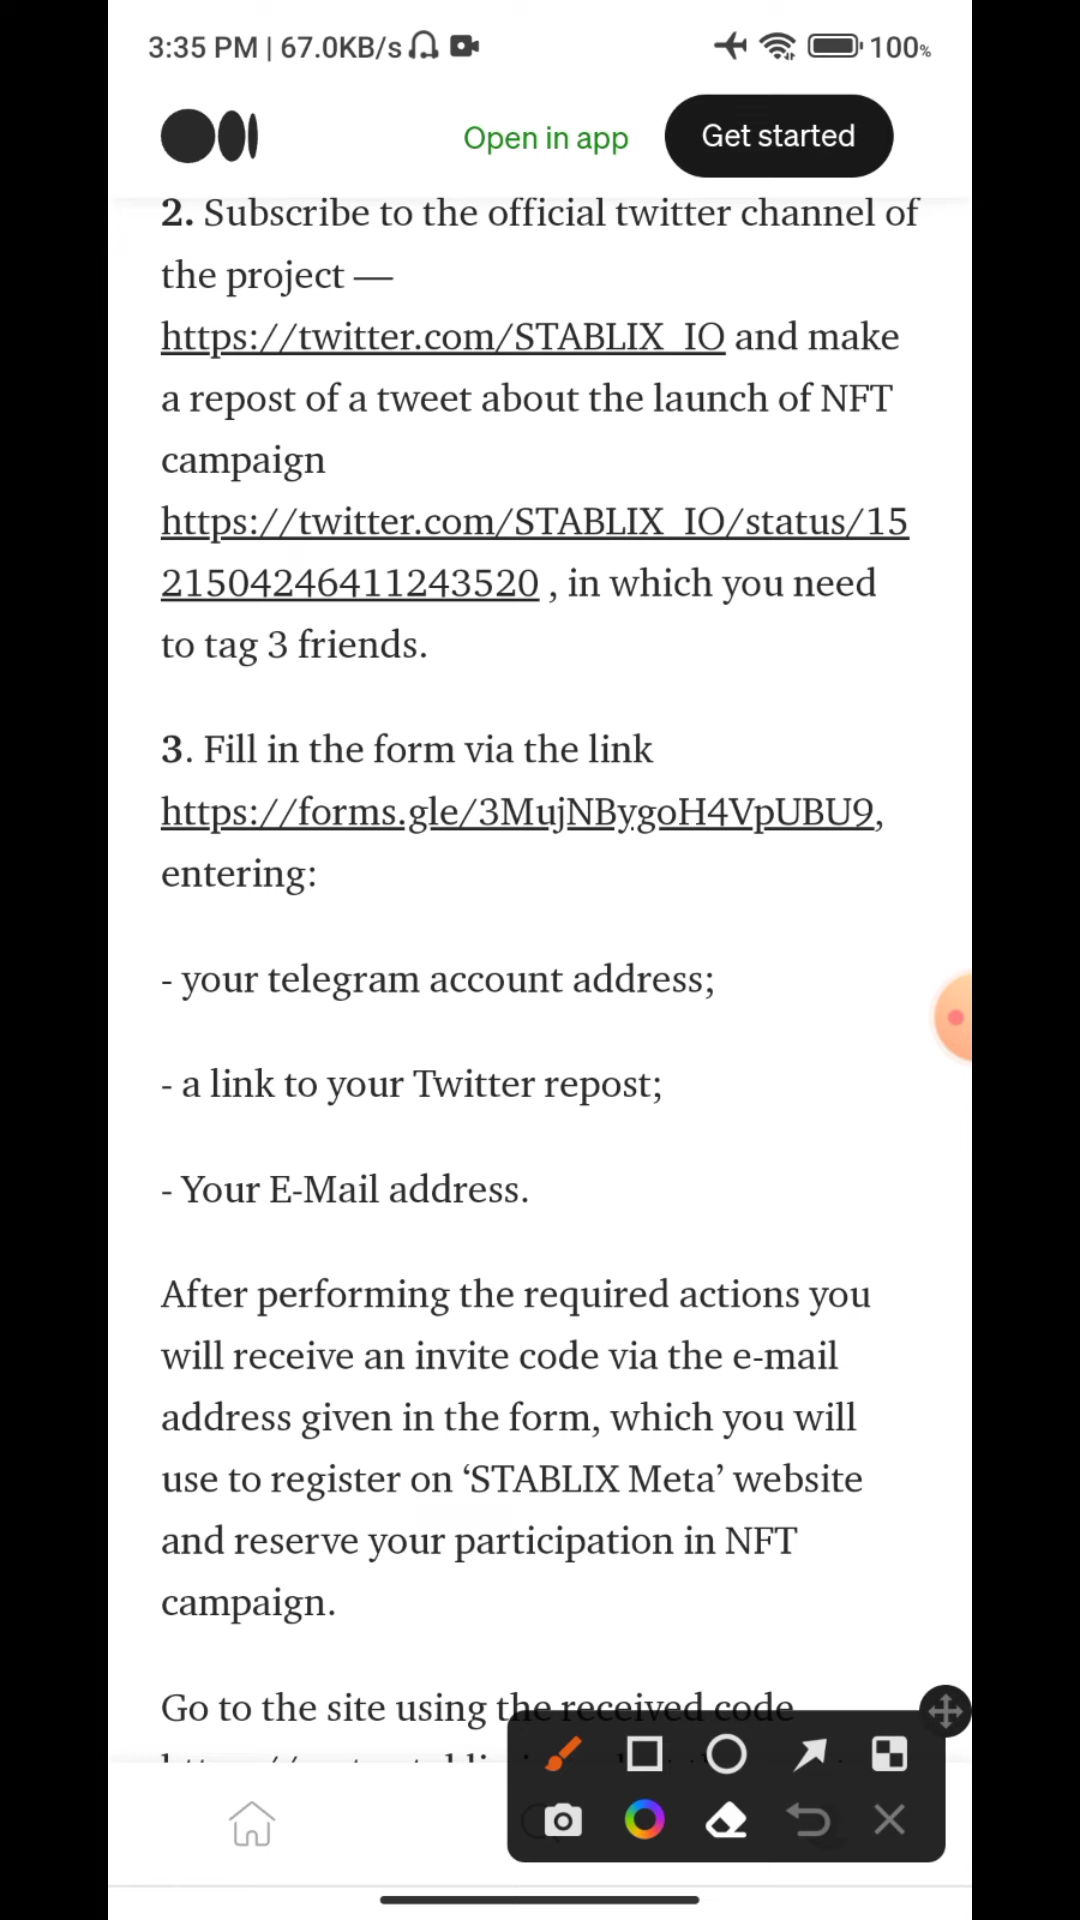 3:35 PM | 67.0KB/s
100%
Open in app
Get started
2. Subscribe to the official twitter channel of
the project —
https://twitter.com/STABLIX_IO and make
a repost of a tweet about the launch of NFT
campaign
https://twitter.com/STABLIX_IO/status/15
21504246411243520 , in which you need
to tag 3 friends.
3. Fill in the form via the link
https://forms.gle/3MujNBygoH4VpUBU9,
entering:
- your telegram account address;
- a link to your Twitter repost;
- Your E-Mail address.
After performing the required actions you
will receive an invite code via the e-mail
address given in the form, which you will
use to register on ‘STABLIX Meta’ website
and reserve your participation in NFT
campaign.
Go to the site using the received code